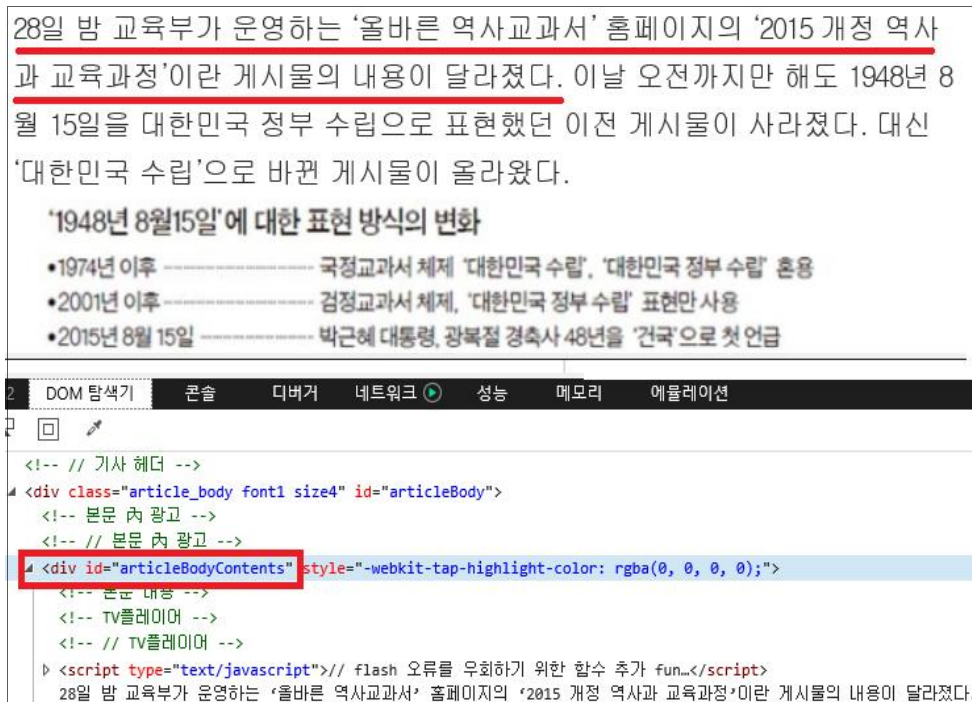 28일 밤 교육부가 운영하는 ‘올바른 역사교과서’ 홈페이지의 ‘2015 개정 역사
과 교육과정’이란 게시물의 내용이 달라졌다. 이날 오전까지만 해도 1948년 8
월 15일을 대한민국 정부 수립으로 표현했던 이전 게시물이 사라졌다. 대신
‘대한민국 수립’으로 바뀐 게시물이 올라왔다.
‘1948년 8월15일’에 대한 표현 방식의 변화
•1974년 이후 ---------------- 국정교과서 체제 ‘대한민국 수립’, ‘대한민국 정부 수립’ 혼용
•2001년 이후 ---------------- 검정교과서 체제, ‘대한민국 정부 수립’ 표현만 사용
•2015년 8월 15일 ------------ 박근혜 대통령, 광복절 경축사 48년을 ‘건국’으로 첫 언급
2 DOM 탐색기 콘솔 디버거 네트워크 성능 메모리 에뮬레이션
<!-- // 기사 헤더 -->
<div class="article_body font1 size4" id="articleBody">
<!-- 본문 內 광고 -->
<!-- // 본문 內 광고 -->
<div id="articleBodyContents" style="-webkit-tap-highlight-color: rgba(0, 0, 0, 0);">
<!-- 본문 내용 -->
<!-- TV플레이어 -->
<!-- // TV플레이어 -->
<script type="text/javascript">// flash 오류를 우회하기 위한 함수 추가 fun…</script>
28일 밤 교육부가 운영하는 ‘올바른 역사교과서’ 홈페이지의 ‘2015 개정 역사과 교육과정’이란 게시물의 내용이 달라졌다.